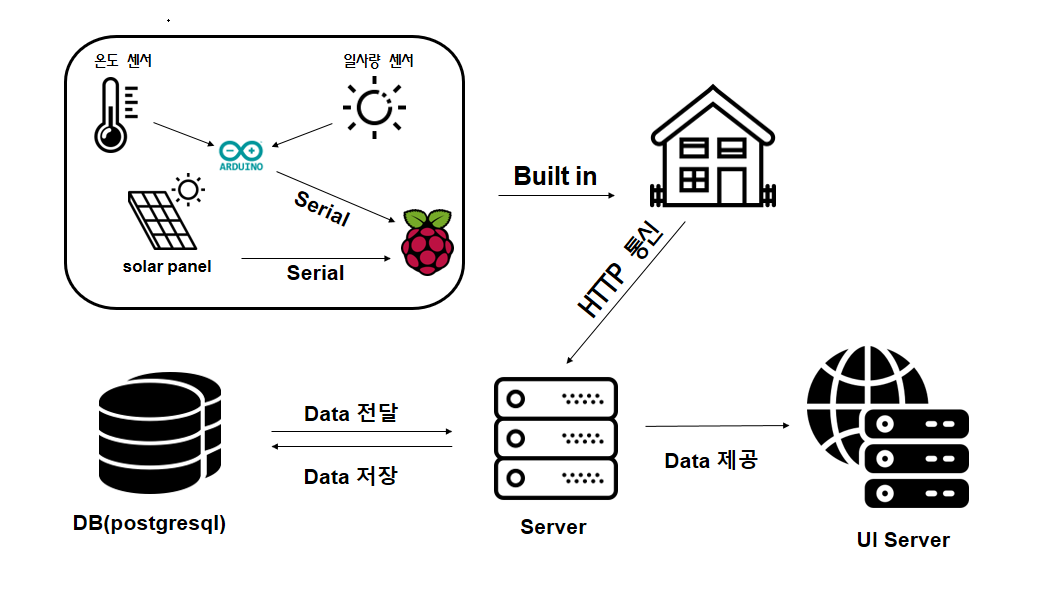 온도 센서
일사량 센서
ARDUINO
Built in
Serial
solar panel
Serial
HTTP 통신
Data 전달
Data 저장
Data 제공
DB(postgresql)
Server
UI Server